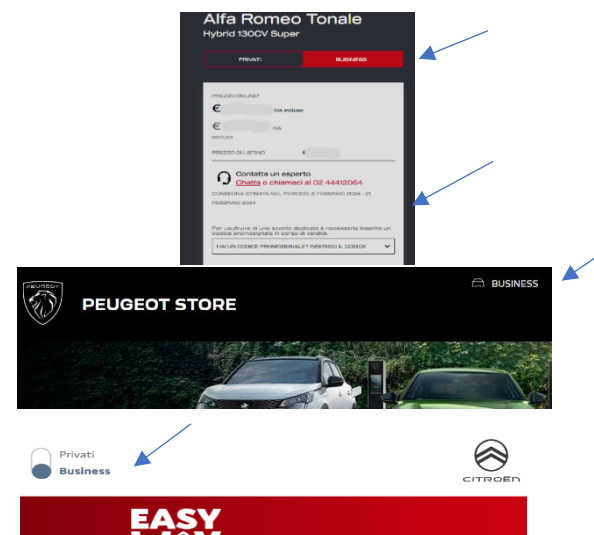 Alfa Romeo Tonale
Hybrid 130CV Super
PRIVATI
BUSINESS
PREZZO ONLINE*
€ IVA inclusa
€ IVA
esclusa
PREZZO DI LISTINO €
Contatta un esperto
Chatta o chiamaci al 02 44412064
CONSEGNA STIMATA NEL PERIODO: 6 FEBBRAIO 2024 - 21
FEBBRAIO 2024
Per usufruire di uno sconto dedicato è necessario inserire un
codice promozionale in corso di validità.
HAI UN CODICE PROMOZIONALE? INSERISCI IL CODICE
PEUGEOT
PEUGEOT STORE
BUSINESS
Privati
Business
CITROËN
EASY
WAY